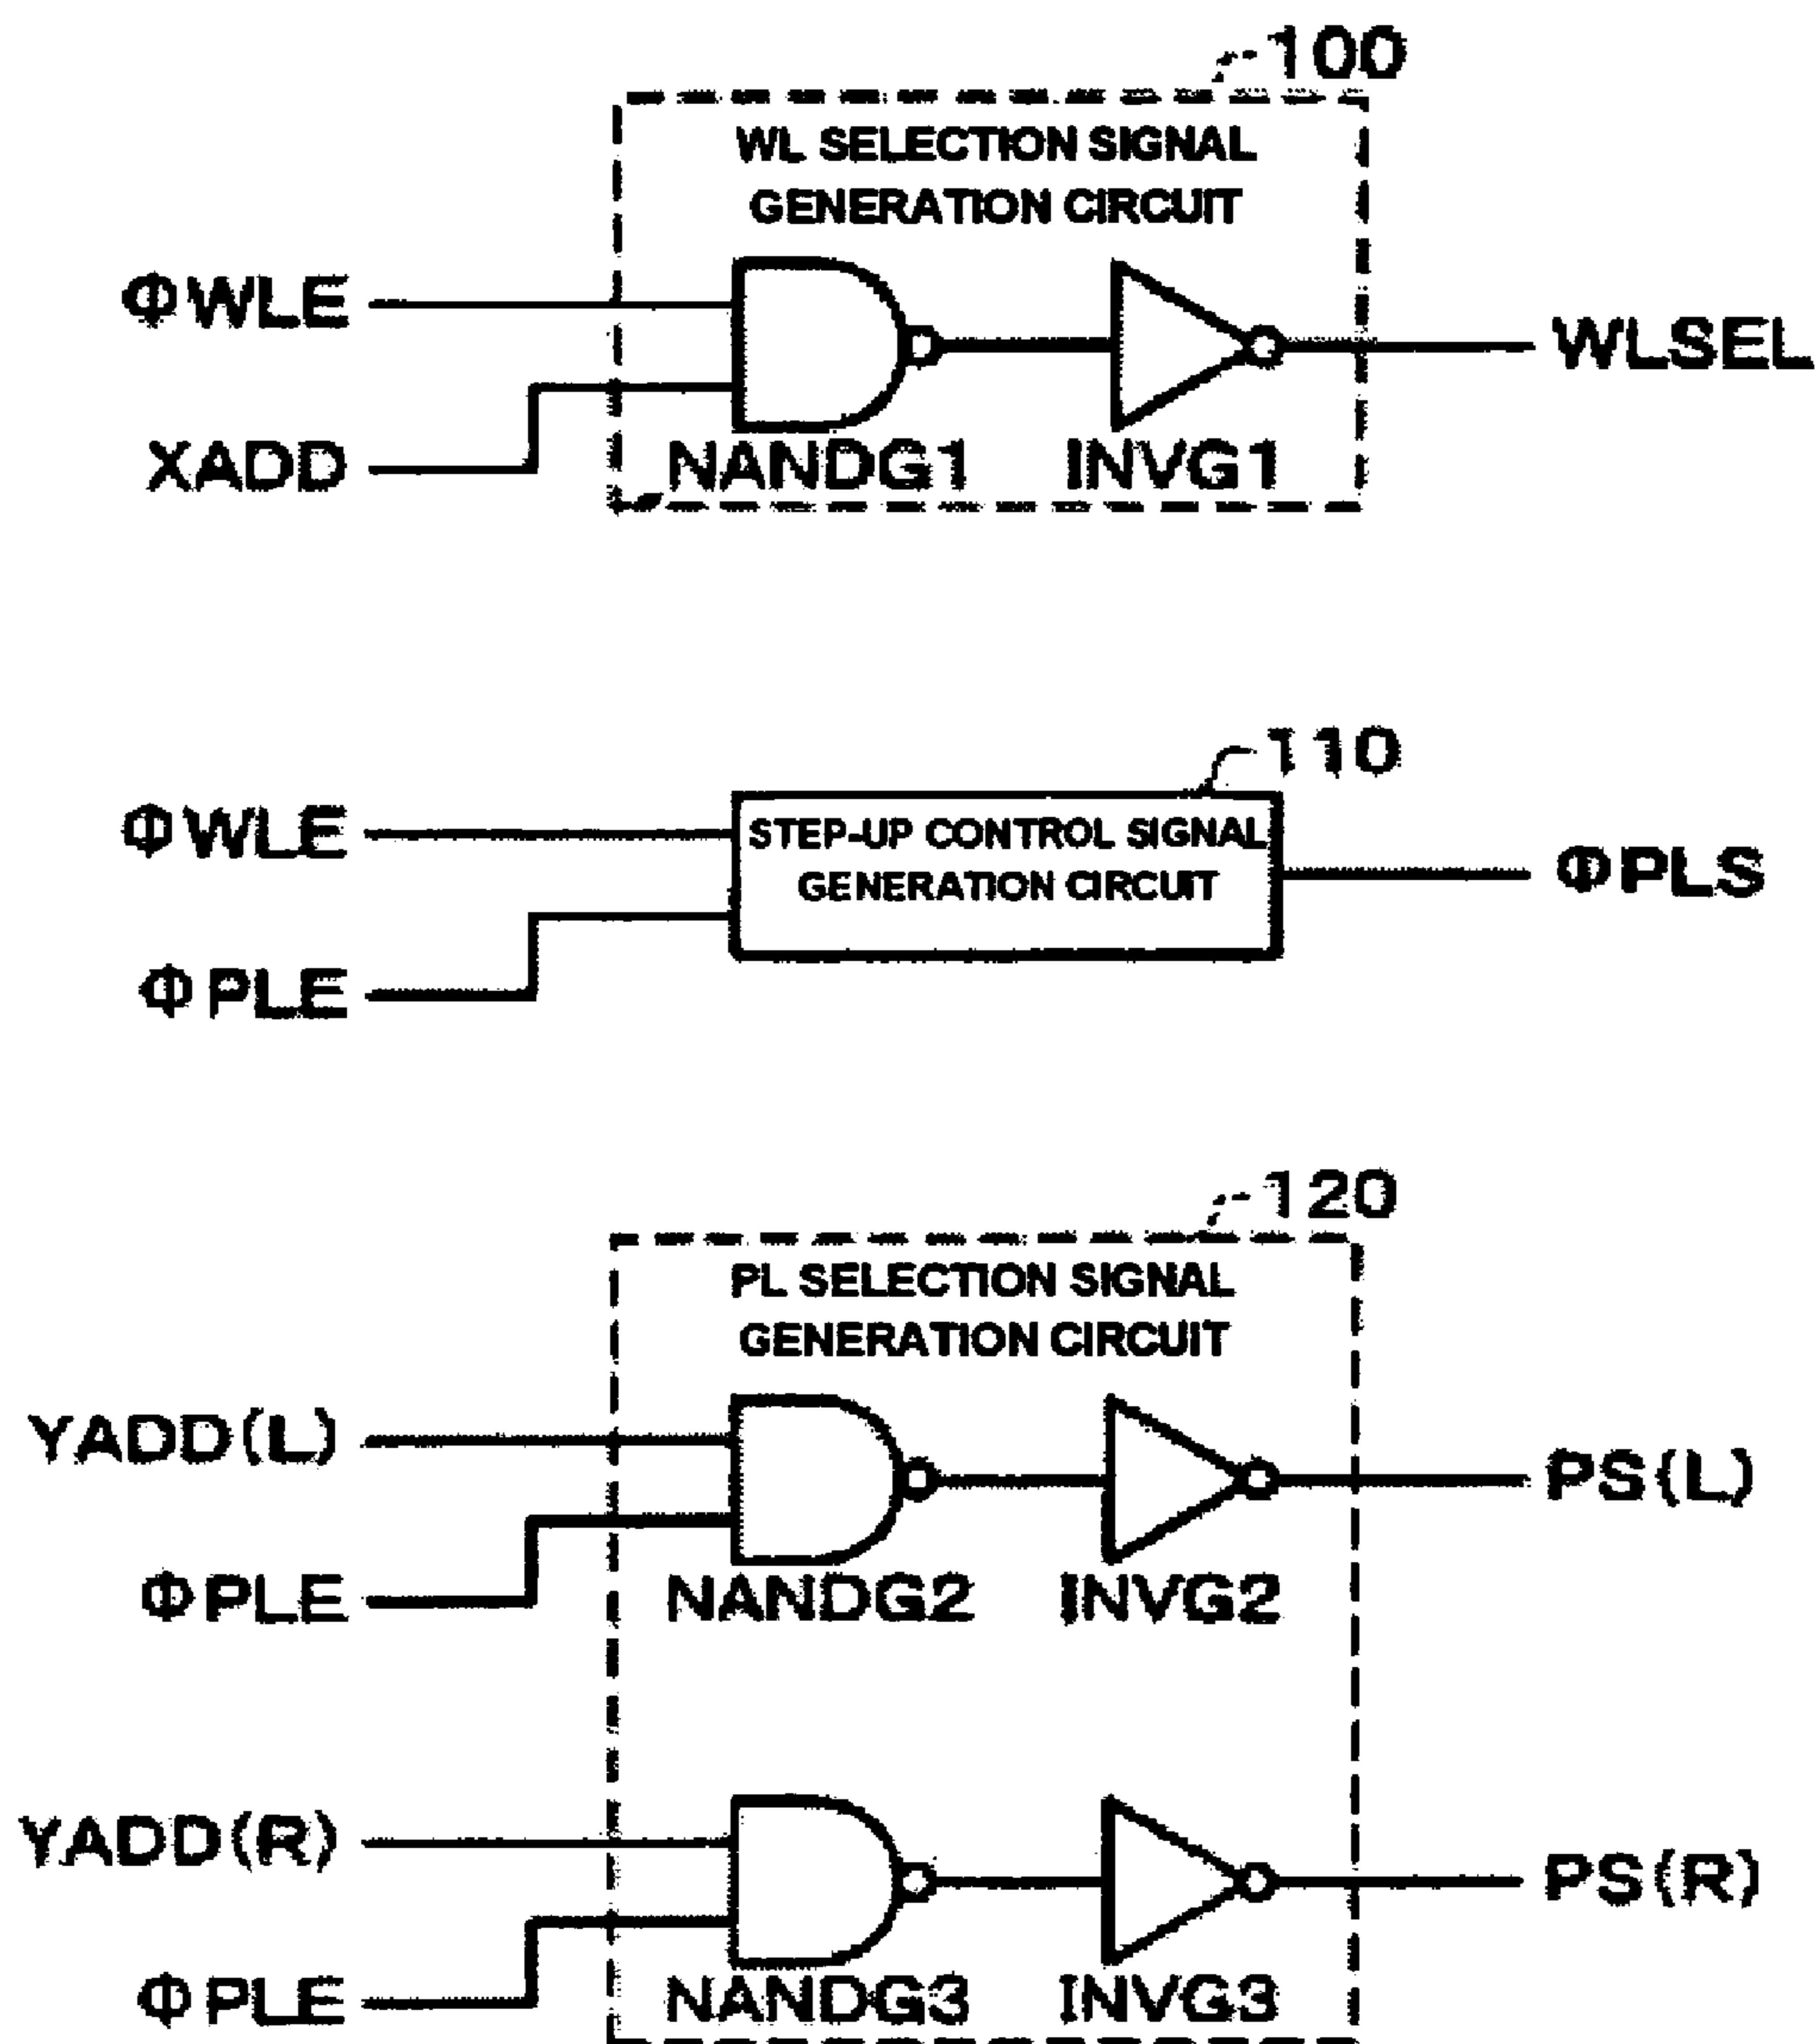 100
WL SELECTION SIGNAL
GENERATION CIRCUIT
ΦWLE
WLSEL
XADD
NANDG1
INVG1
110
ΦWLE
STEP-UP CONTROL SIGNAL
GENERATION CIRCUIT
ΦPLS
ΦPLE
120
PL SELECTION SIGNAL
GENERATION CIRCUIT
YADD(L)
PS(L)
ΦPLE
NANDG2
INVG2
YADD(R)
PS(R)
ΦPLE
NANDG3
INVG3